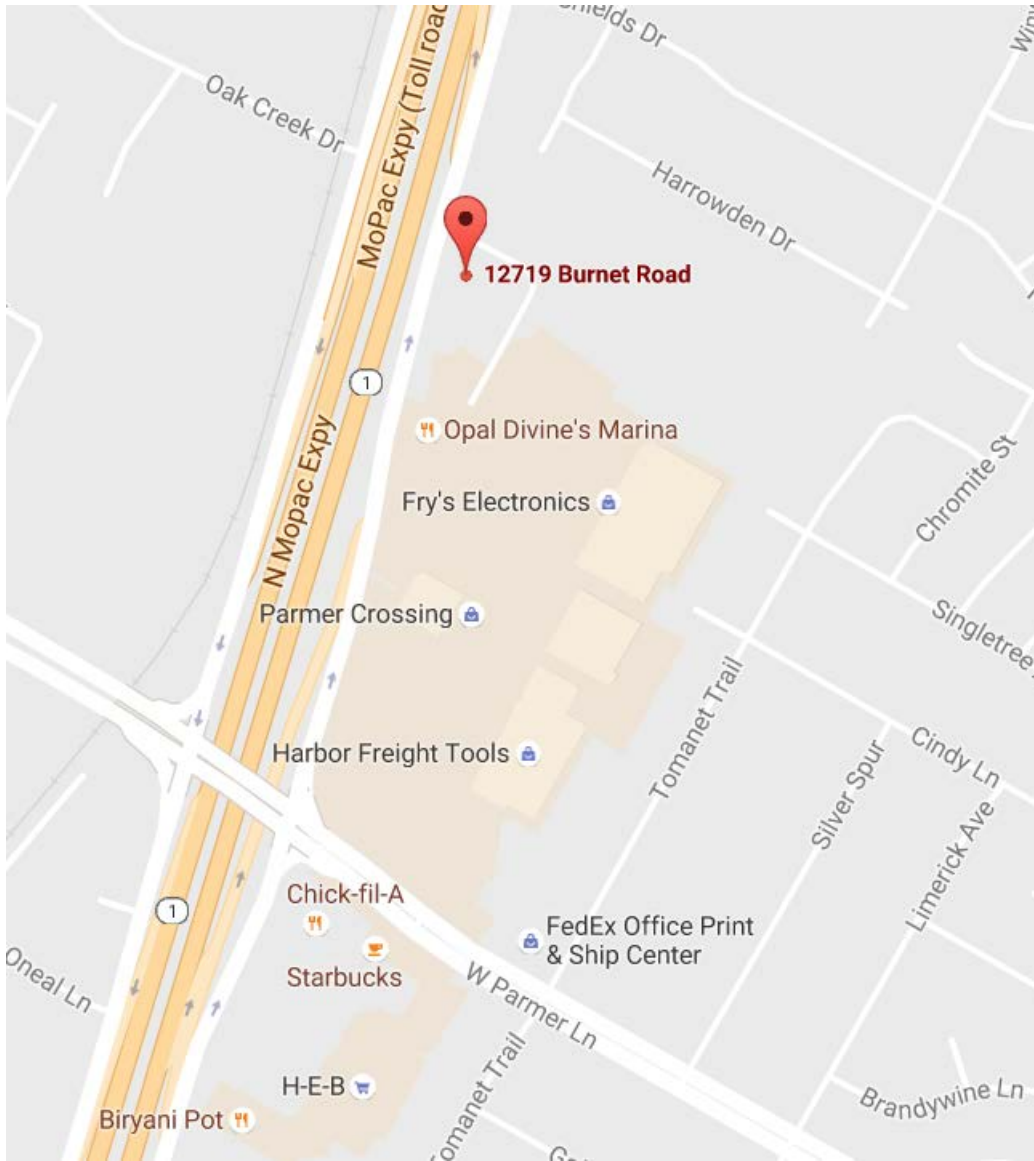 Shields Dr
Oak Creek Dr
MoPac Expy (Toll road
Harrowden Dr
12719 Burnet Road
1
N Mopac Expy
Opal Divine's Marina
Fry's Electronics
Chromite St
Parmer Crossing
Singletree
Tomanet Trail
Harbor Freight Tools
Cindy Ln
Silver Spur
Limerick Ave
Chick-fil-A
1
FedEx Office Print
& Ship Center
Starbucks
Oneal Ln
W Parmer Ln
H-E-B
Tomanet Trail
Brandywine Ln
Biryani Pot